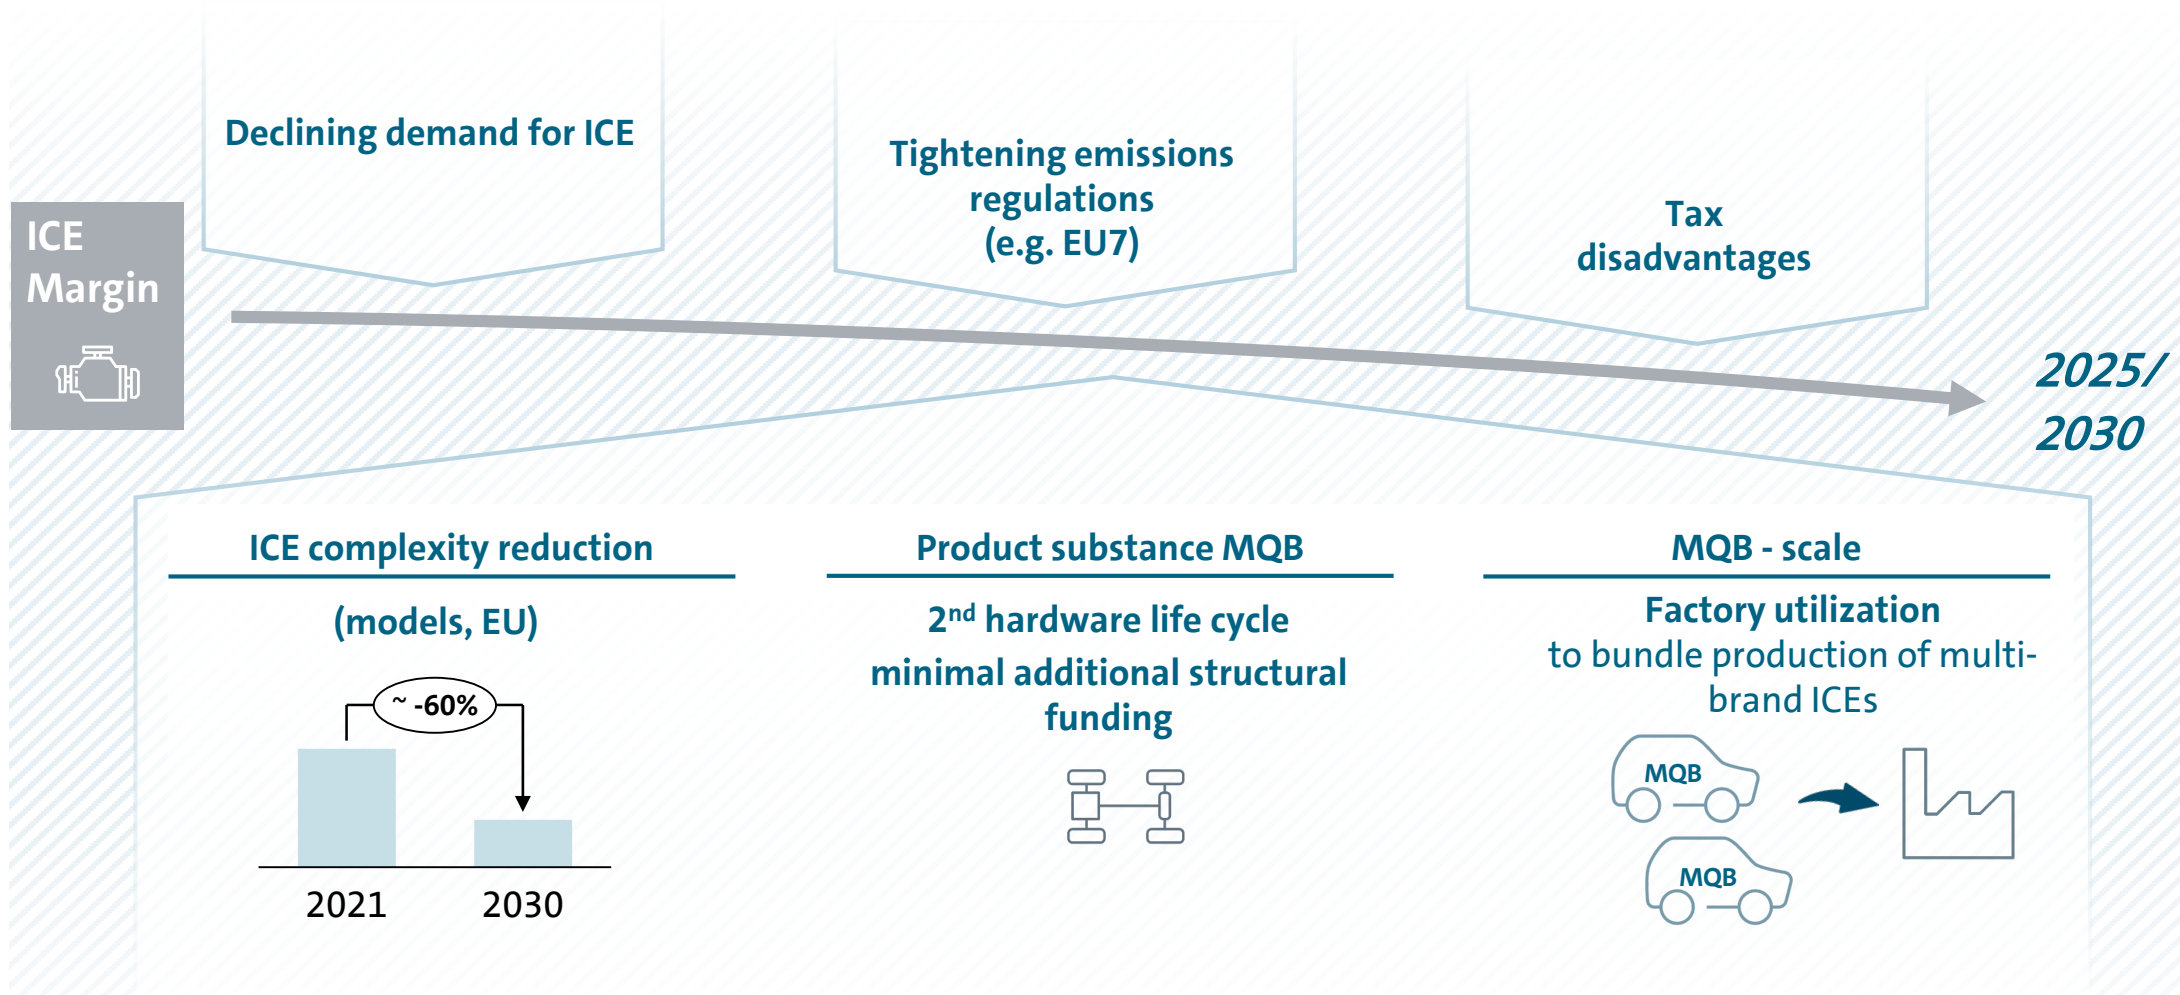 Declining demand for ICE
Tightening emissions
regulations
(e.g. EU7)
Tax
disadvantages
ICE
Margin
2025/
2030
ICE complexity reduction
(models, EU)
~ -60%
2021
2030
Product substance MQB
2nd hardware life cycle
minimal additional structural
funding
MQB - scale
Factory utilization
to bundle production of multi-
brand ICEs
MQB
MQB